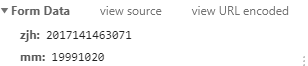 ▼ Form Data view source view URL encoded
zjh: 2017141463071
mm: 19991020